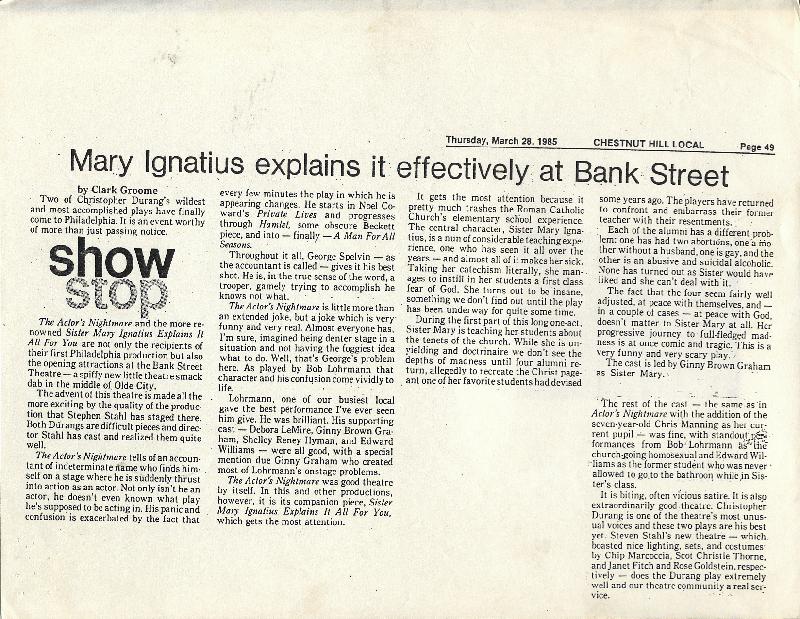 Thursday, March 28, 1985 CHESTNUT HILL LOCAL Page 49
Mary Ignatius explains it effectively at Bank Street
by Clark Groome
Two of Christopher Durang's wildest
and most accomplished plays have finally
come to Philadelphia. It is an event worthy
of more than just passing notice.
show
stop
The Actor's Nightmare and the more re-
nowned Sister Mary Ignatius Explains It
All For You are not only the recipients of
their first Philadelphia production but also
the opening attractions at the Bank Street
Theatre — a spiffy new little theatre smack
dab in the middle of Olde City.
The advent of this theatre is made all the
more exciting by the quality of the produc-
tion that Stephen Stahl has staged there.
Both Durangs are difficult pieces and direc-
tor Stahl has cast and realized them quite
well.
The Actor's Nightmare tells of an accoun-
tant of indeterminate name who finds him-
self on a stage where he is suddenly thrust
into action as an actor. Not only isn't he an
actor, he doesn't even known what play
he's supposed to be acting in. His panic and
confusion is exacerbated by the fact that
every few minutes the play in which he is
appearing changes. He starts in Noel Co-
ward's Private Lives and progresses
through Hamlet, some obscure Beckett
piece, and into — finally — A Man For All
Seasons.
Throughout it all, George Spelvin — as
the accountant is called — gives it his best
shot. He is, in the true sense of the word, a
trooper, gamely trying to accomplish he
knows not what.
The Actor's Nightmare is little more than
an extended joke, but a joke which is very
funny and very real. Almost everyone has,
I'm sure, imagined being center stage in a
situation and not having the foggiest idea
what to do. Well, that's George's problem
here. As played by Bob Lohrmann that
character and his confusion come vividly to
life.
Lohrmann, one of our busiest local
gave the best performance I've ever seen
him give. He was brilliant. His supporting
cast — Debora LeMire, Ginny Brown Gra-
ham, Shelley Reney Hyman, and Edward
Williams — were all good, with a special
mention due Ginny Graham who created
most of Lohrmann's onstage problems.
The Actor's Nightmare was good theatre
by itself. In this and other productions,
however, it is its companion piece, Sister
Mary Ignatius Explains It All For You,
which gets the most attention.
It gets the most attention because it
pretty much trashes the Roman Catholic
Church's elementary school experience.
The central character, Sister Mary Igna-
tius, is a nun of considerable teaching expe-
rience, one who has seen it all over the
years — and almost all of it makes her sick.
Taking her catechism literally, she man-
ages to instill in her students a first class
fear of God. She turns out to be insane,
something we don't find out until the play
has been underway for quite some time.
During the first part of this long one-act,
Sister Mary is teaching her students about
the tenets of the church. While she is un-
yielding and doctrinaire we don't see the
depths of macness until four alumni re-
turn, allegedly to recreate the Christ page-
ant one of her favorite students had devised
some years ago. The players have returned
to confront and embarrass their former
teacher with their resentments.
Each of the alumni has a different prob-
lem: one has had two abortions, one a mo-
ther without a husband, one is gay, and the
other is an abusive and suicidal alcoholic.
None has turned out as Sister would have
liked and she can't deal with it.
The fact that the four seem fairly well
adjusted, at peace with themselves, and —
in a couple of cases — at peace with God,
doesn't matter to Sister Mary at all. Her
progressive journey to full-fledged mad-
ness is at once comic and tragic. This is a
very funny and very scary play.
The cast is led by Ginny Brown Graham
as Sister Mary.
The rest of the cast — the same as in
Actor's Nightmare with the addition of the
seven-year-old Chris Manning as her cur-
rent pupil — was fine, with standout per-
formances from Bob Lohrmann as the
church-going homosexual and Edward Wil-
liams as the former student who was never
allowed to go to the bathroom while in Sis-
ter's class.
It is biting, often vicious satire. It is also
extraordinarily good theatre. Christopher
Durang is one of the theatre's most unus-
ual voices and these two plays are his best
yet. Steven Stahl's new theatre — which
boasted nice lighting, sets, and costumes
by Chip Marcoccia, Scot Christie Thorne,
and Janet Fitch and Rose Goldstein, respec-
tively — does the Durang play extremely
well and our theatre community a real ser-
vice.